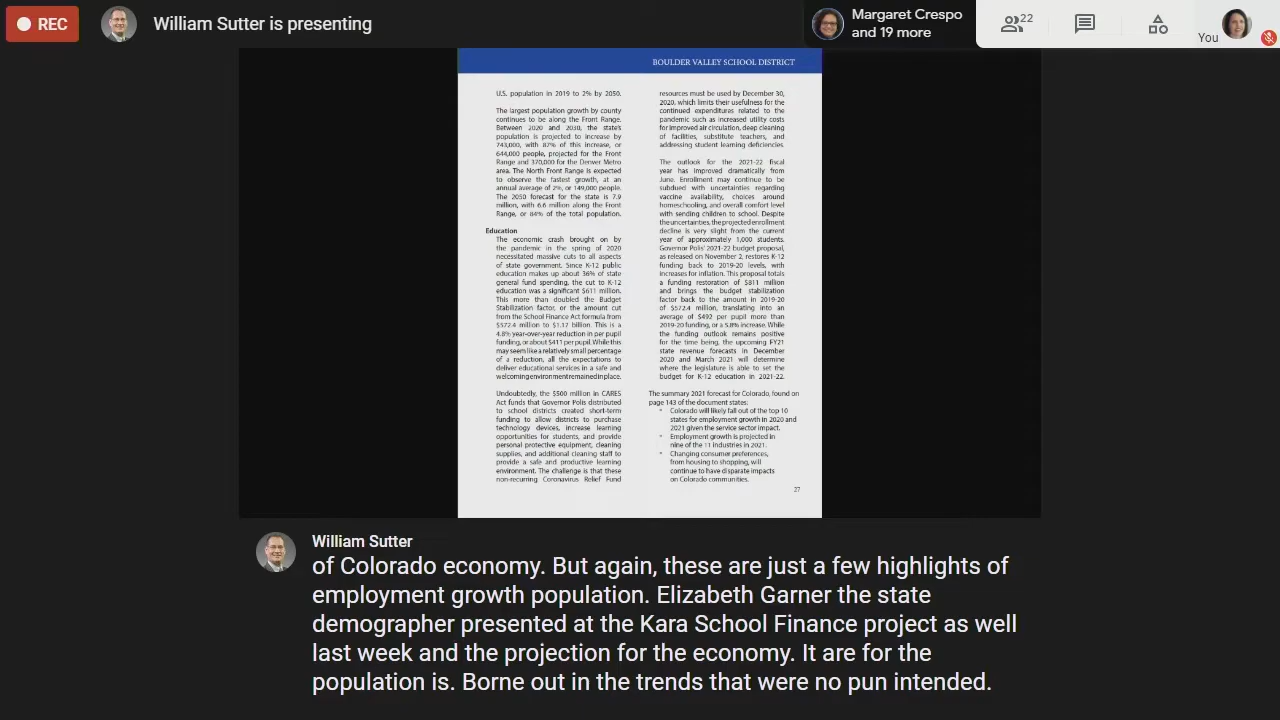 REC
William Sutter is presenting
Margaret Crespo
and 19 more
22
You
BOULDER VALLEY SCHOOL DISTRICT
U.S. population in 2019 to 2% by 2050.
The largest population growth by county
continues to be along the Front Range.
Between 2020 and 2030, the state's
population is projected to increase by
743,000, with 87% of this increase, or
644,000 people, projected for the Front
Range and 370,000 for the Denver Metro
area. The North Front Range is expected
to observe the fastest growth, at an
annual average of 2%, or 149,000 people.
The 2050 forecast for the state is 7.9
million, with 6.6 million along the Front
Range, or 84% of the total population.
Education
The economic crash brought on by
the pandemic in the spring of 2020
necessitated massive cuts to all aspects
of state government. Since K-12 public
education makes up about 36% of state
general fund spending, the cut to K-12
education was a significant $611 million.
This more than doubled the Budget
Stabilization factor, or the amount cut
from the School Finance Act formula from
$572.4 million to $1.17 billion. This is a
4.8% year-over-year reduction in per pupil
funding, or about $411 per pupil. While this
may seem like a relatively small percentage
of a reduction, all the expectations to
deliver educational services in a safe and
welcoming environment remained in place.
Undoubtedly, the $500 million in CARES
Act funds that Governor Polis distributed
to school districts created short-term
funding to allow districts to purchase
technology devices, increase learning
opportunities for students, and provide
personal protective equipment, cleaning
supplies, and additional cleaning staff to
provide a safe and productive learning
environment. The challenge is that these
non-recurring Coronavirus Relief Fund
resources must be used by December 30,
2020, which limits their usefulness for the
continued expenditures related to the
pandemic such as increased utility costs
for improved air circulation, deep cleaning
of facilities, substitute teachers, and
addressing student learning deficiencies.
The outlook for the 2021-22 fiscal
year has improved dramatically from
June. Enrollment may continue to be
subdued with uncertainties regarding
vaccine availability, choices around
homeschooling, and overall comfort level
with sending children to school. Despite
the uncertainties, the projected enrollment
decline is very slight from the current
year of approximately 1,000 students.
Governor Polis' 2021-22 budget proposal,
as released on November 2, restores K-12
funding back to 2019-20 levels, with
increases for inflation. This proposal totals
a funding restoration of $811 million
and brings the budget stabilization
factor back to the amount in 2019-20
of $572.4 million, translating into an
average of $492 per pupil more than
2019-20 funding, or a 5.8% increase. While
the funding outlook remains positive
for the time being, the upcoming FY21
state revenue forecasts in December
2020 and March 2021 will determine
where the legislature is able to set the
budget for K-12 education in 2021-22.
The summary 2021 forecast for Colorado, found on
page 143 of the document states:
• Colorado will likely fall out of the top 10
states for employment growth in 2020 and
2021 given the service sector impact.
• Employment growth is projected in
nine of the 11 industries in 2021.
• Changing consumer preferences,
from housing to shopping, will
continue to have disparate impacts
on Colorado communities.
27
William Sutter
of Colorado economy. But again, these are just a few highlights of
employment growth population. Elizabeth Garner the state
demographer presented at the Kara School Finance project as well
last week and the projection for the economy. It are for the
population is. Borne out in the trends that were no pun intended.